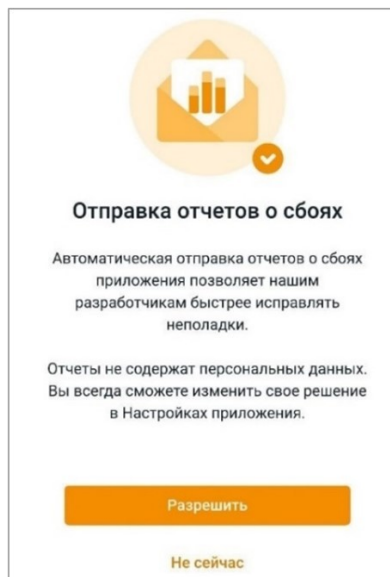 Отправка отчетов о сбоях
Автоматическая отправка отчетов о сбоях
приложения позволяет нашим
разработчикам быстрее исправлять
неполадки.
Отчеты не содержат персональных данных.
Вы всегда сможете изменить свое решение
в Настройках приложения.
Разрешить
Не сейчас